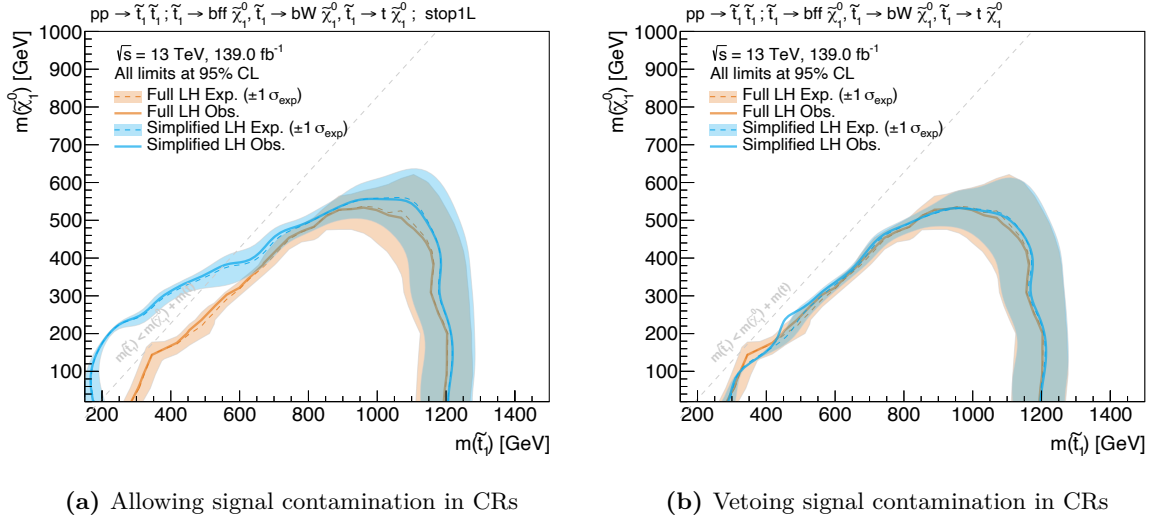 pp → t̃₁ t̃₁ ; t̃₁ → bff χ̃₁⁰, t̃₁ → bW χ̃₁⁰, t̃₁ → t χ̃₁⁰ ; stop1L
m(χ̃₁⁰) [GeV]
1000
900
800
700
600
500
400
300
200
100
√s = 13 TeV, 139.0 fb⁻¹
All limits at 95% CL
Full LH Exp. (±1 σexp)
Full LH Obs.
Simplified LH Exp. (±1 σexp)
Simplified LH Obs.
m(t̃₁) < m(χ̃₁⁰) + m(t)
200 400 600 800 1000 1200 1400
m(t̃₁) [GeV]
(a) Allowing signal contamination in CRs
pp → t̃₁ t̃₁ ; t̃₁ → bff χ̃₁⁰, t̃₁ → bW χ̃₁⁰, t̃₁ → t χ̃₁⁰
m(χ̃₁⁰) [GeV]
1000
900
800
700
600
500
400
300
200
100
√s = 13 TeV, 139.0 fb⁻¹
All limits at 95% CL
Full LH Exp. (±1 σexp)
Full LH Obs.
Simplified LH Exp. (±1 σexp)
Simplified LH Obs.
m(t̃₁) < m(χ̃₁⁰) + m(t)
200 400 600 800 1000 1200 1400
m(t̃₁) [GeV]
(b) Vetoing signal contamination in CRs